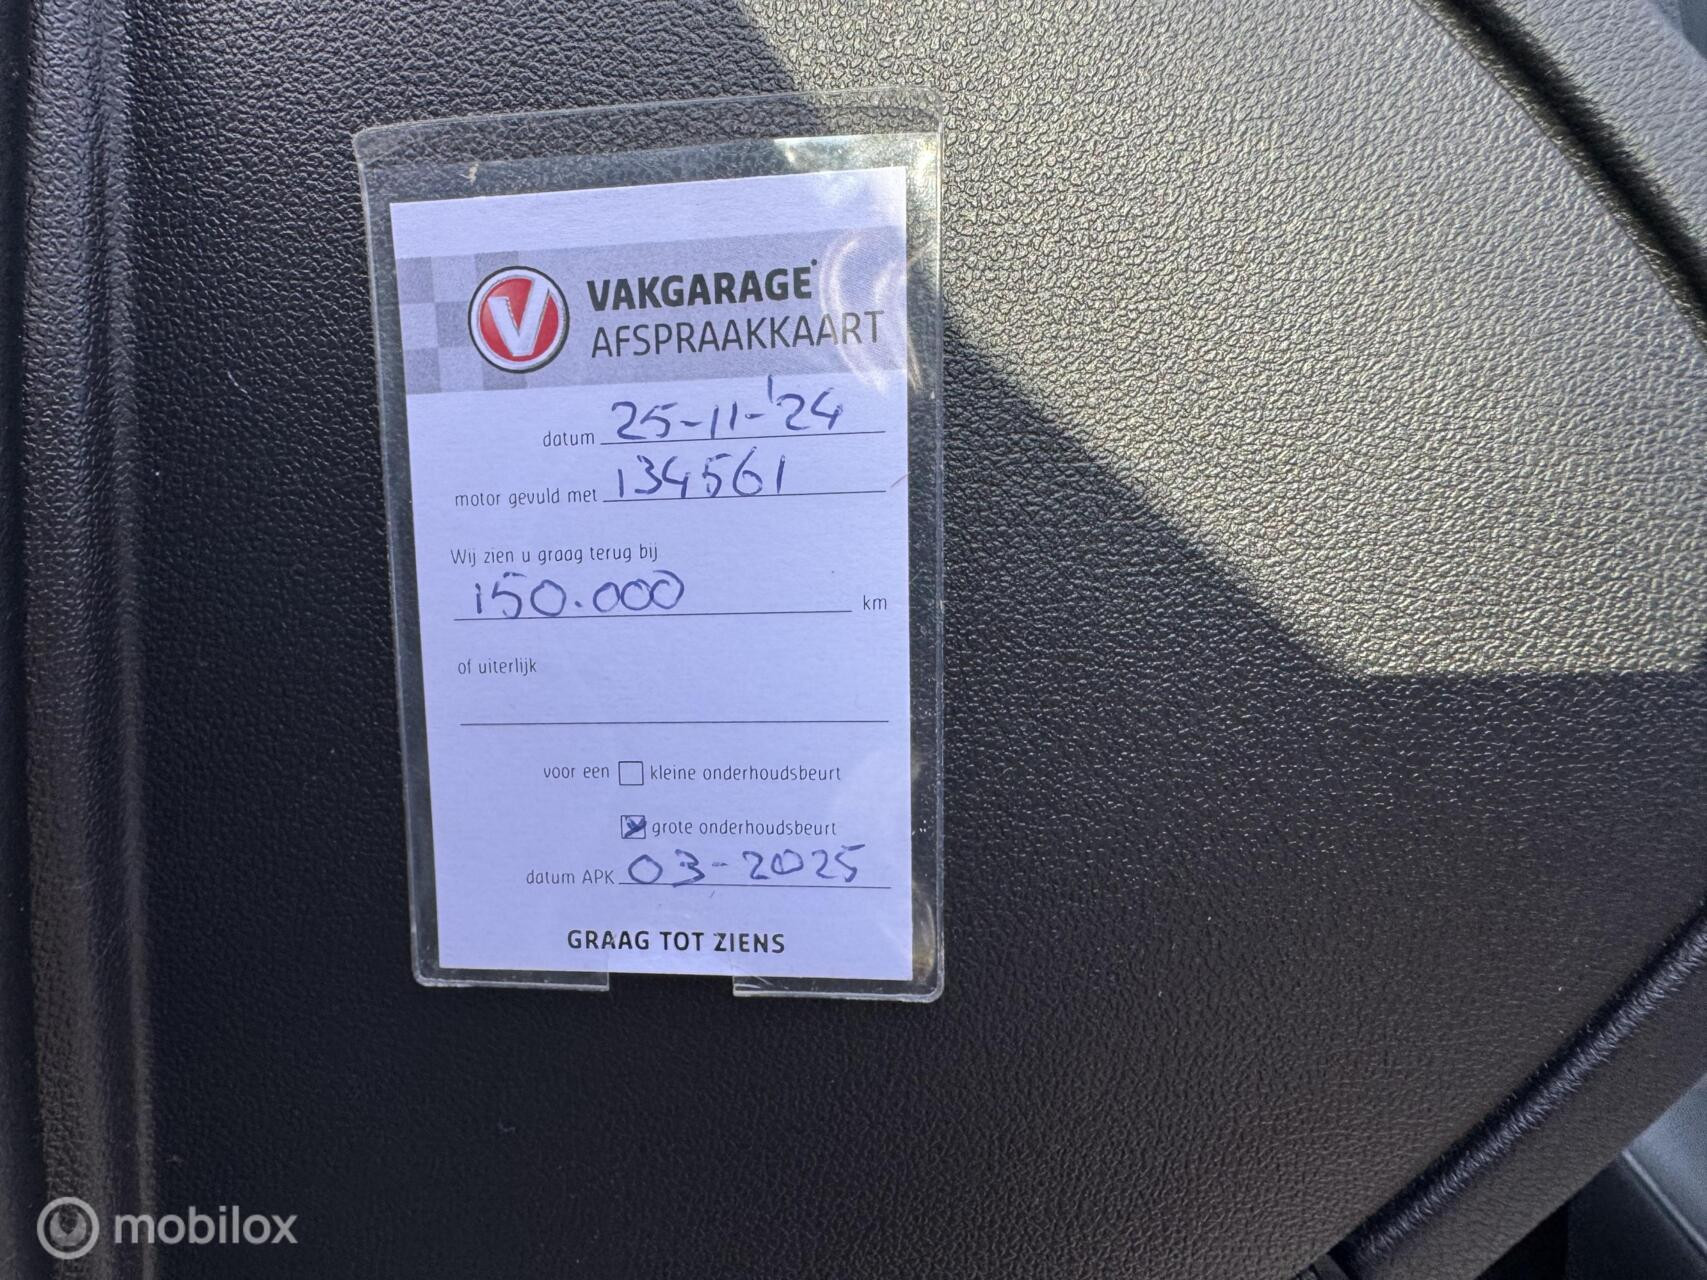 V VAKGARAGE
AFSPRAAKKAART
datum 25-11-'24
motor gevuld met 134561
Wij zien u graag terug bij
150.000 km
of uiterlijk
voor een kleine onderhoudsbeurt
grote onderhoudsbeurt
datum APK 03-2025
GRAAG TOT ZIENS
mobilox